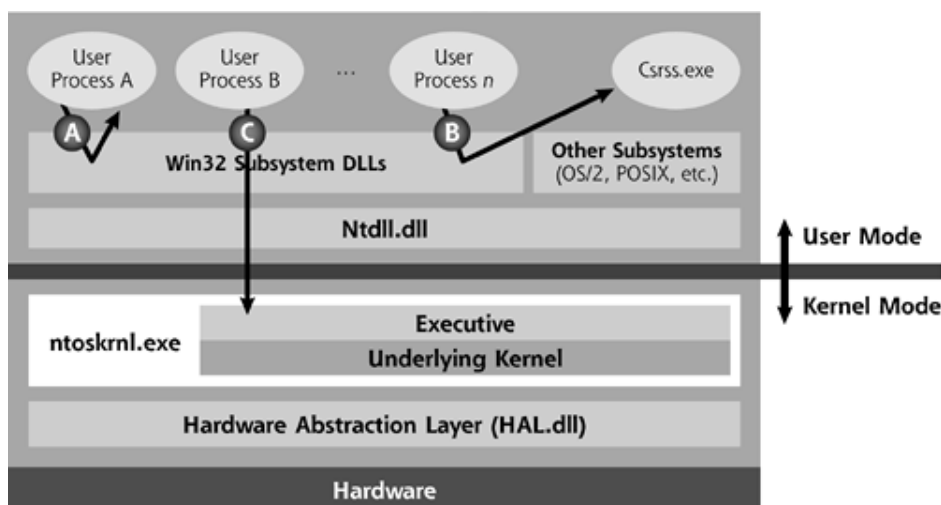 User
Process A
User
Process B
...
User
Process n
Csrss.exe
A
C
B
Win32 Subsystem DLLs
Other Subsystems
(OS/2, POSIX, etc.)
Ntdll.dll
User Mode
Kernel Mode
ntoskrnl.exe
Executive
Underlying Kernel
Hardware Abstraction Layer (HAL.dll)
Hardware